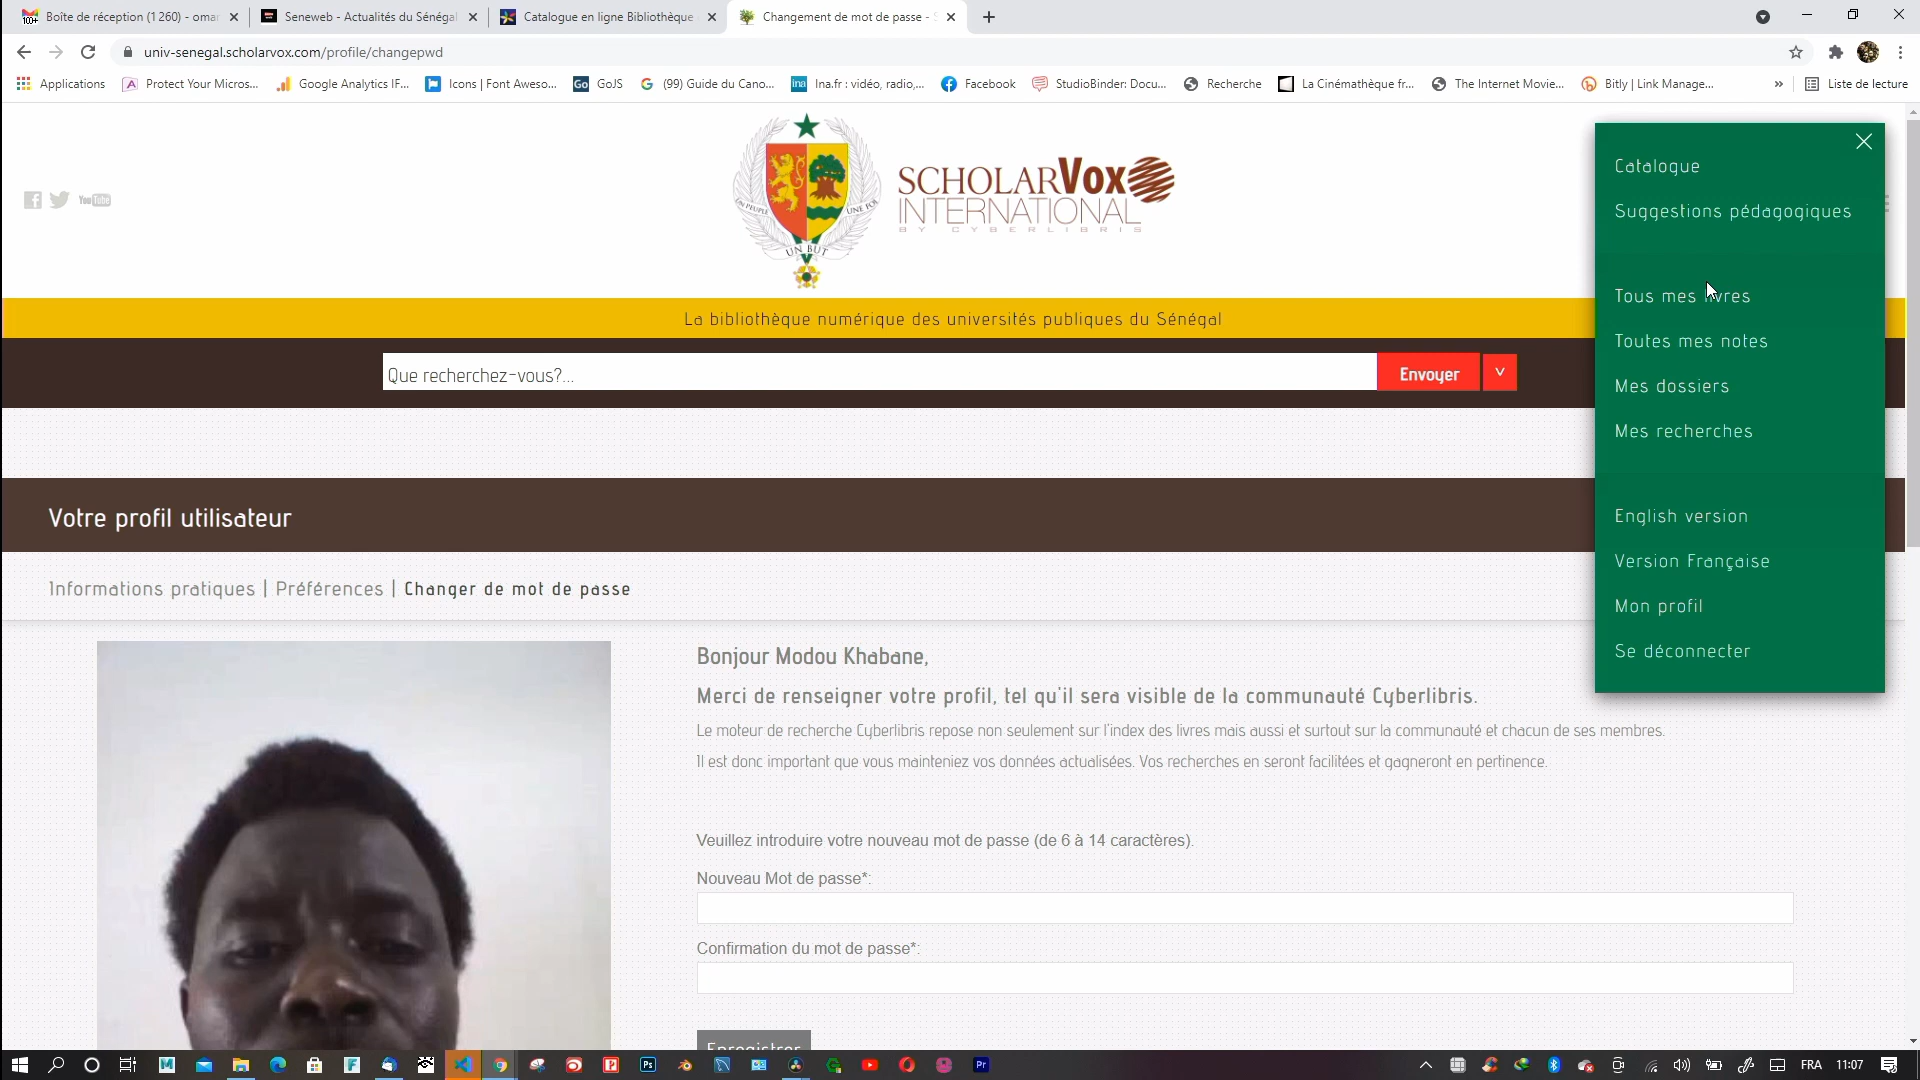 Boîte de réception (1 260) - omar
Seneweb - Actualités du Sénégal
Catalogue en ligne Bibliothèque
Changement de mot de passe - S
univ-senegal.scholarvox.com/profile/changepwd
Applications
Protect Your Micros...
Google Analytics IF...
Icons | Font Aweso...
GoJS
(99) Guide du Cano...
Ina.fr : vidéo, radio,...
Facebook
StudioBinder: Docu...
Recherche
La Cinémathèque fr...
The Internet Movie...
Bitly | Link Manage...
»
Liste de lecture
You Tube
UN PEUPLE
UNE FOI
UN BUT
SCHOLARVOX
INTERNATIONAL
BY CYBERLIBRIS
La bibliothèque numérique des universités publiques du Sénégal
Que recherchez-vous?...
Envoyer
Catalogue
Suggestions pédagogiques
Tous mes livres
Toutes mes notes
Mes dossiers
Mes recherches
English version
Version Française
Mon profil
Se déconnecter
Votre profil utilisateur
Informations pratiques | Préférences | Changer de mot de passe
Bonjour Modou Khabane,
Merci de renseigner votre profil, tel qu'il sera visible de la communauté Cyberlibris.
Le moteur de recherche Cyberlibris repose non seulement sur l'index des livres mais aussi et surtout sur la communauté et chacun de ses membres.
Il est donc important que vous mainteniez vos données actualisées. Vos recherches en seront facilitées et gagneront en pertinence.
Veuillez introduire votre nouveau mot de passe (de 6 à 14 caractères).
Nouveau Mot de passe*:
Confirmation du mot de passe*:
Enregistrer
FRA
11:07